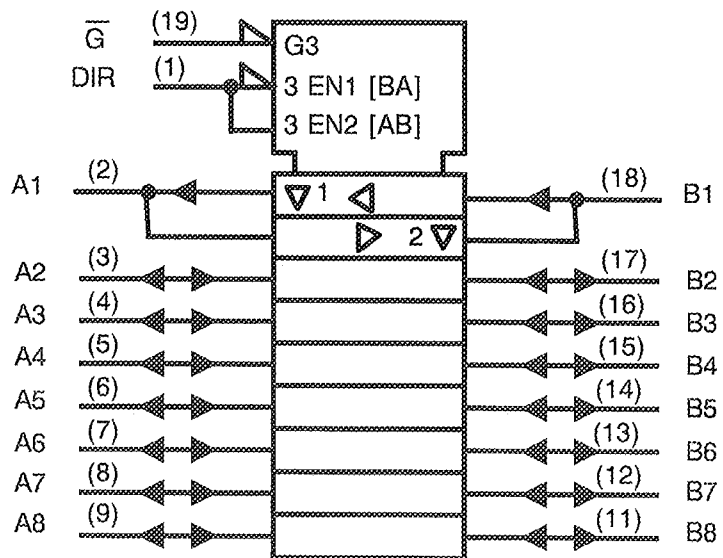 G̅ (19) G3
DIR (1) 3 EN1 [BA]
3 EN2 [AB]
A1 (2) 1 (18) B1
2
A2 (3) (17) B2
A3 (4) (16) B3
A4 (5) (15) B4
A5 (6) (14) B5
A6 (7) (13) B6
A7 (8) (12) B7
A8 (9) (11) B8